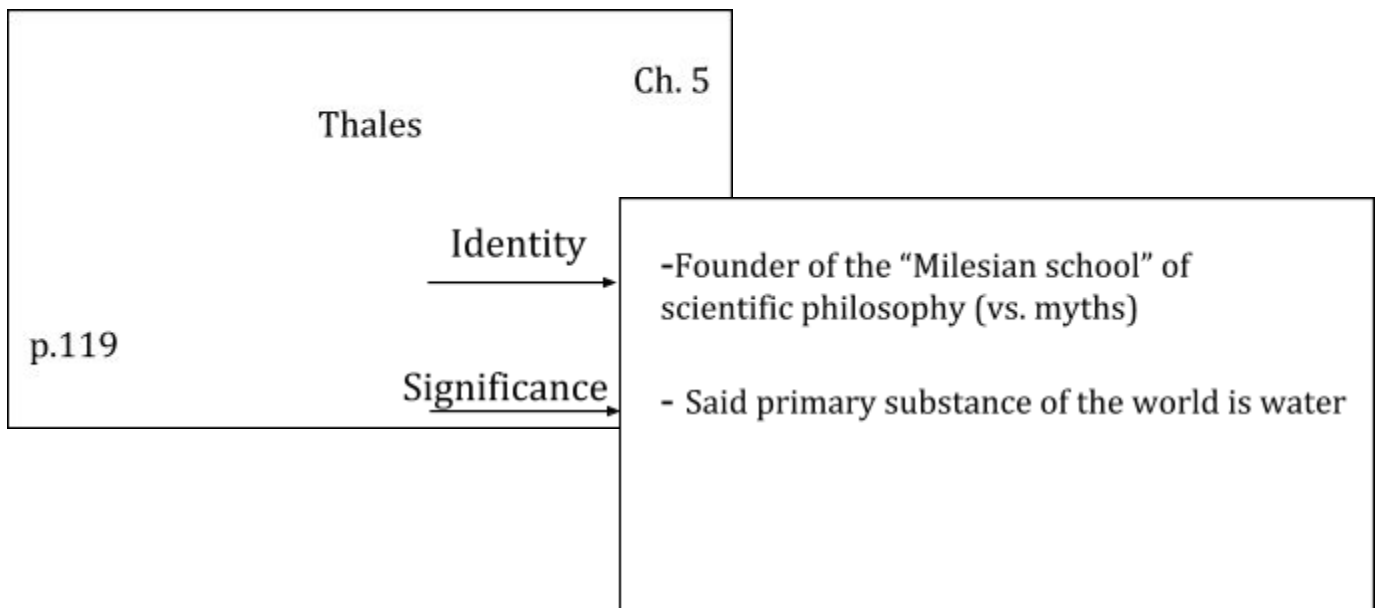 Ch. 5
Thales
Identity
p.119
Significance
-Founder of the “Milesian school” of
scientific philosophy (vs. myths)
- Said primary substance of the world is water